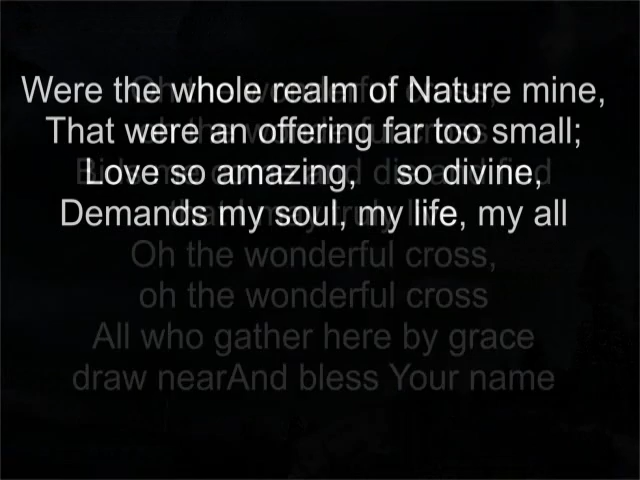 Were the whole realm of Nature mine,
That were an offering far too small;
Love so amazing, so divine,
Demands my soul, my life, my all
Oh the wonderful cross,
oh the wonderful cross
All who gather here by grace
draw nearAnd bless Your name